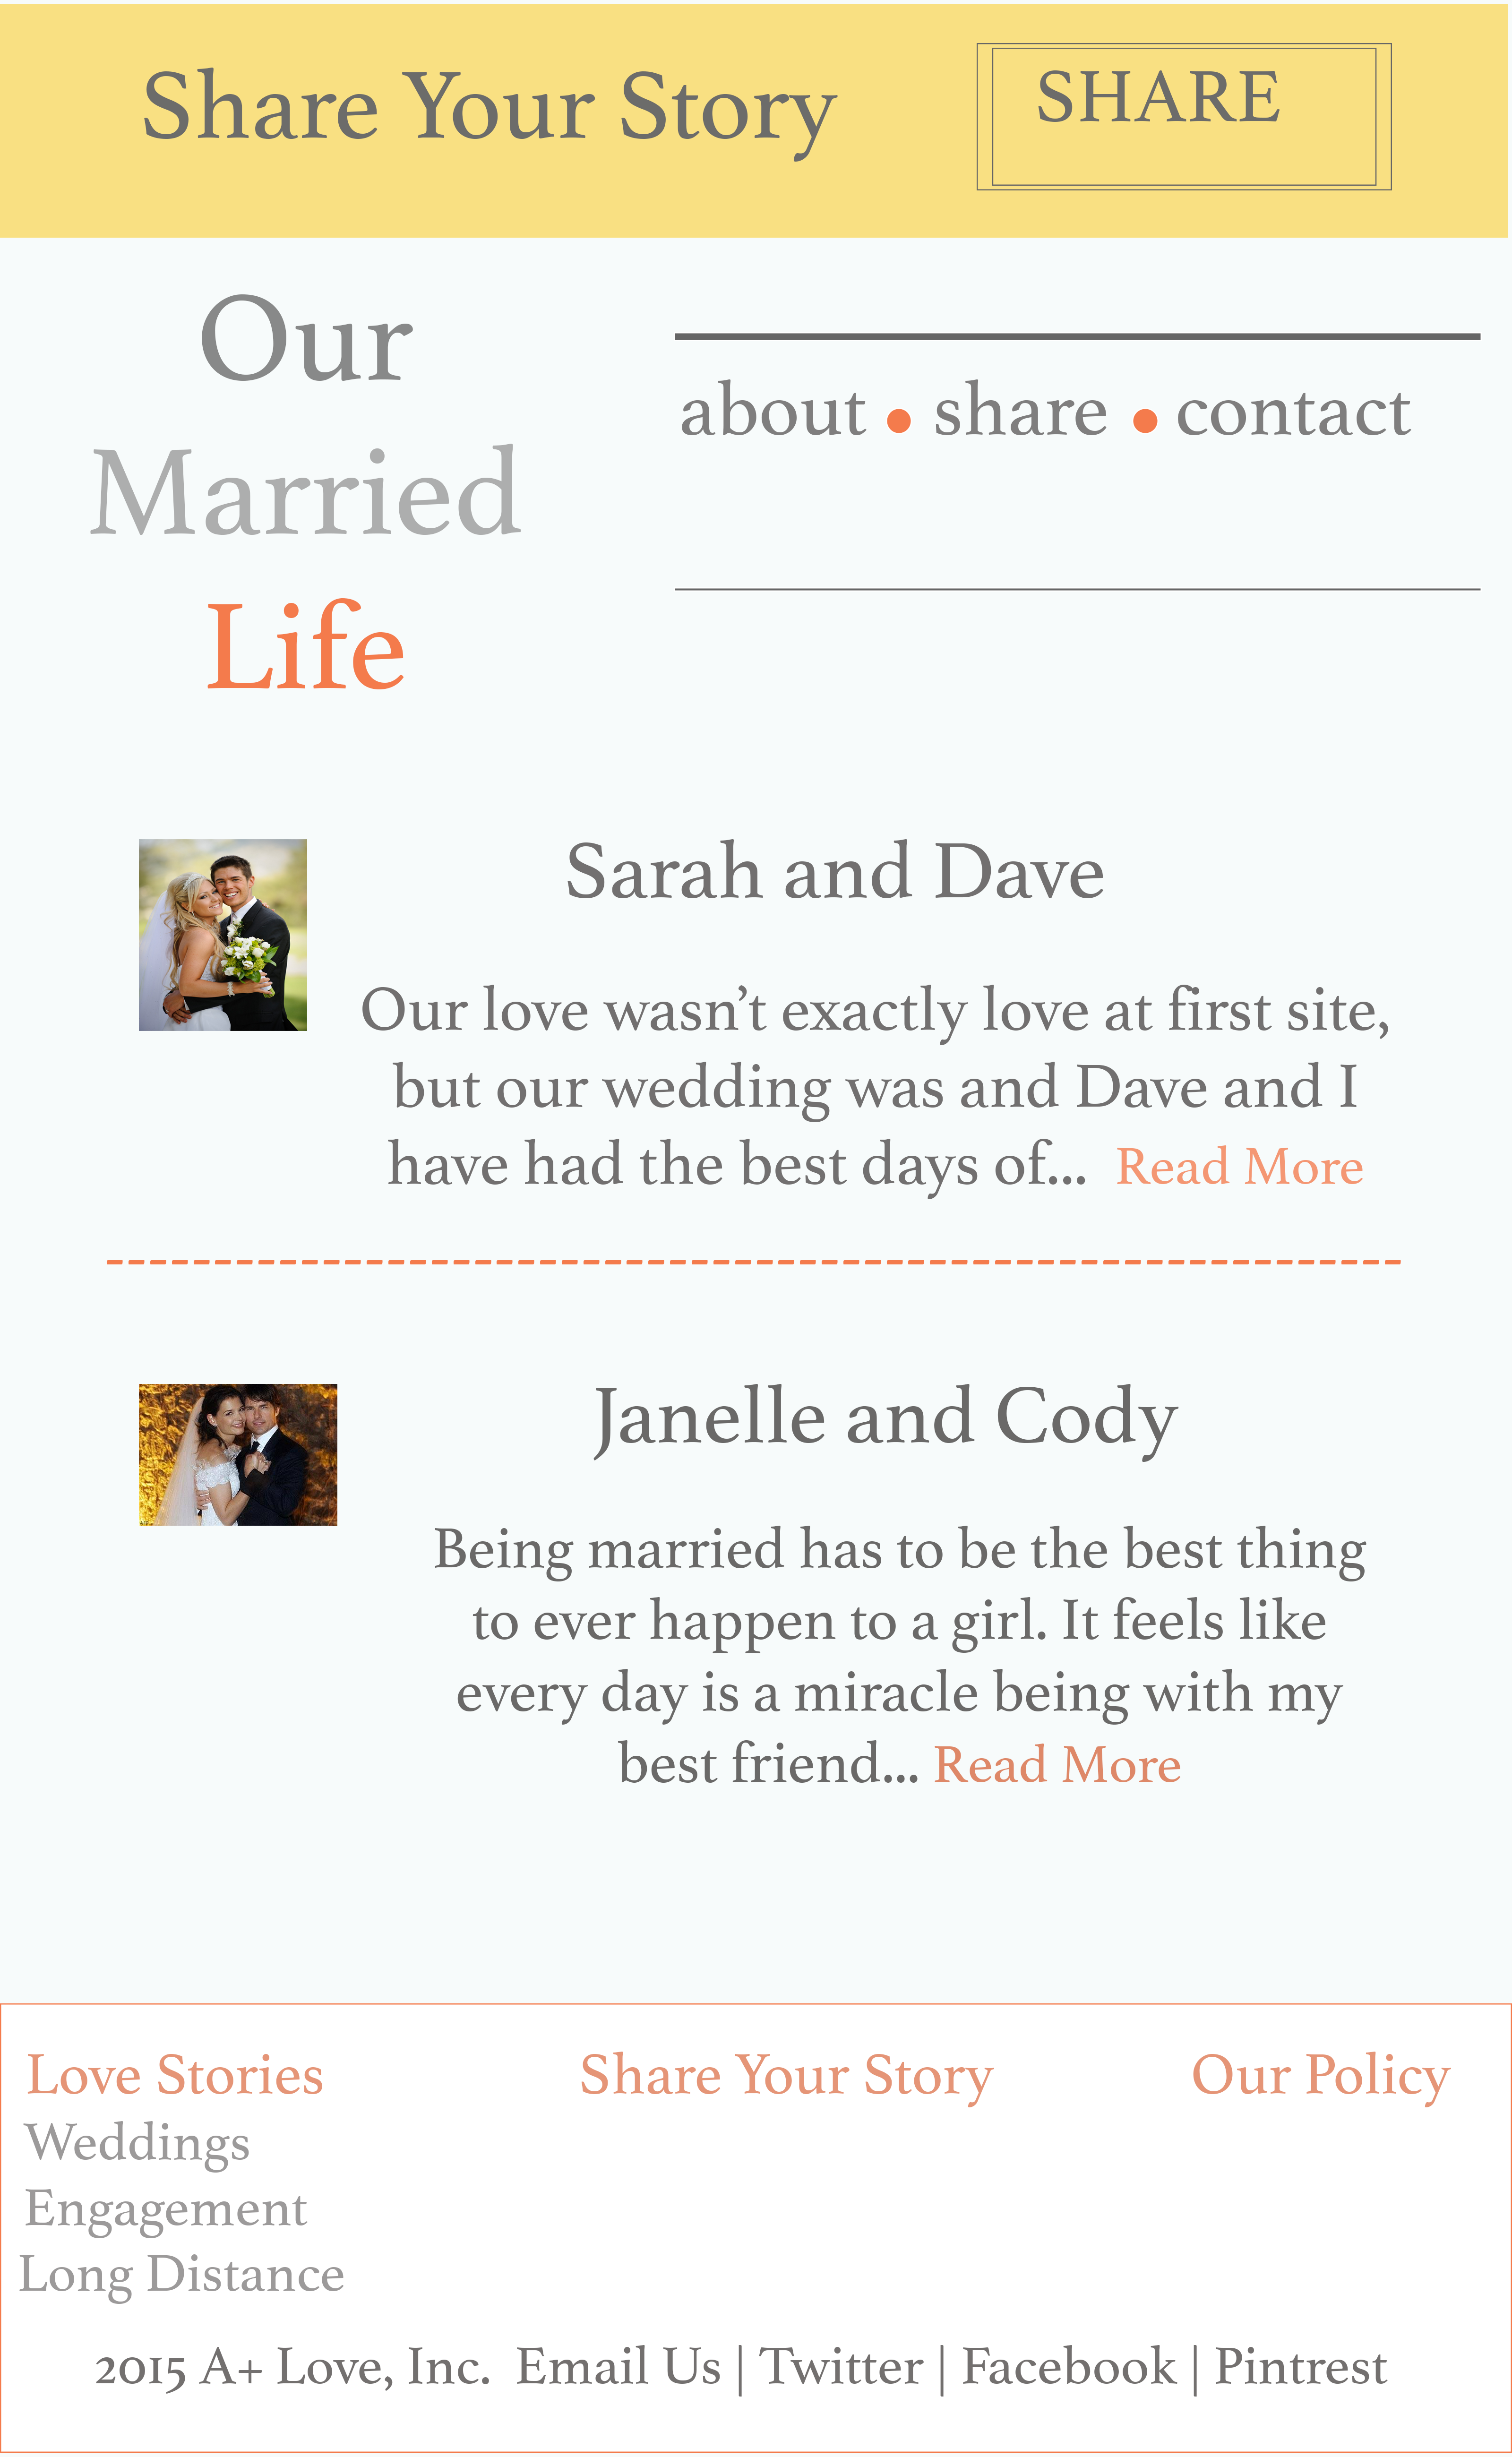 Share Your Story
SHARE
Our
Married
Life
about • share • contact
Sarah and Dave
Our love wasn’t exactly love at first site,
but our wedding was and Dave and I
have had the best days of... Read More
Janelle and Cody
Being married has to be the best thing
to ever happen to a girl. It feels like
every day is a miracle being with my
best friend... Read More
Love Stories
Weddings
Engagement
Long Distance
Share Your Story
Our Policy
2015 A+ Love, Inc. Email Us | Twitter | Facebook | Pintrest